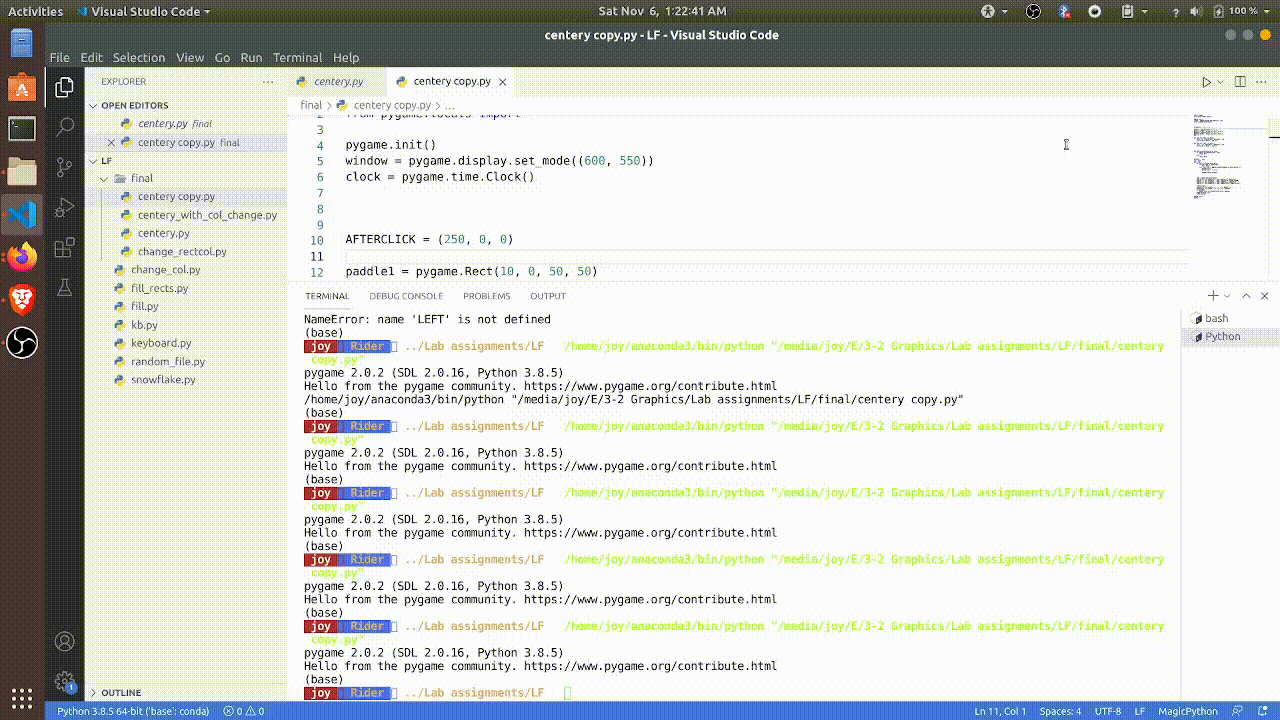 Activities Visual Studio Code Sat Nov 6, 1:22:41 AM 100 %
centery copy.py - LF - Visual Studio Code
File Edit Selection View Go Run Terminal Help
EXPLORER
OPEN EDITORS
centery.py final
centery copy.py final
LF
final
centery copy.py
centery_with_col_change.py
centery.py
change_rectcol.py
change_col.py
fill_rects.py
fill.py
kb.py
keyboard.py
random_file.py
snowflake.py
OUTLINE
centery.py centery copy.py
final > centery copy.py > ...
2 from pygame.locals import
3
4 pygame.init()
5 window = pygame.display.set_mode((600, 550))
6 clock = pygame.time.Clock()
7
8
9
10 AFTERCLICK = (250, 0, 0)
11
12 paddle1 = pygame.Rect(10, 0, 50, 50)
TERMINAL DEBUG CONSOLE PROBLEMS OUTPUT
bash
Python
NameError: name 'LEFT' is not defined
(base)
joy Rider ../Lab assignments/LF /home/joy/anaconda3/bin/python "/media/joy/E/3-2 Graphics/Lab assignments/LF/final/centery
copy.py"
pygame 2.0.2 (SDL 2.0.16, Python 3.8.5)
Hello from the pygame community. https://www.pygame.org/contribute.html
/home/joy/anaconda3/bin/python "/media/joy/E/3-2 Graphics/Lab assignments/LF/final/centery copy.py"
(base)
joy Rider ../Lab assignments/LF /home/joy/anaconda3/bin/python "/media/joy/E/3-2 Graphics/Lab assignments/LF/final/centery
copy.py"
pygame 2.0.2 (SDL 2.0.16, Python 3.8.5)
Hello from the pygame community. https://www.pygame.org/contribute.html
(base)
joy Rider ../Lab assignments/LF /home/joy/anaconda3/bin/python "/media/joy/E/3-2 Graphics/Lab assignments/LF/final/centery
copy.py"
pygame 2.0.2 (SDL 2.0.16, Python 3.8.5)
Hello from the pygame community. https://www.pygame.org/contribute.html
(base)
joy Rider ../Lab assignments/LF /home/joy/anaconda3/bin/python "/media/joy/E/3-2 Graphics/Lab assignments/LF/final/centery
copy.py"
pygame 2.0.2 (SDL 2.0.16, Python 3.8.5)
Hello from the pygame community. https://www.pygame.org/contribute.html
(base)
joy Rider ../Lab assignments/LF /home/joy/anaconda3/bin/python "/media/joy/E/3-2 Graphics/Lab assignments/LF/final/centery
copy.py"
pygame 2.0.2 (SDL 2.0.16, Python 3.8.5)
Hello from the pygame community. https://www.pygame.org/contribute.html
(base)
joy Rider ../Lab assignments/LF
Python 3.8.5 64-bit ('base': conda) 0 0 Ln 11, Col 1 Spaces: 4 UTF-8 LF MagicPython